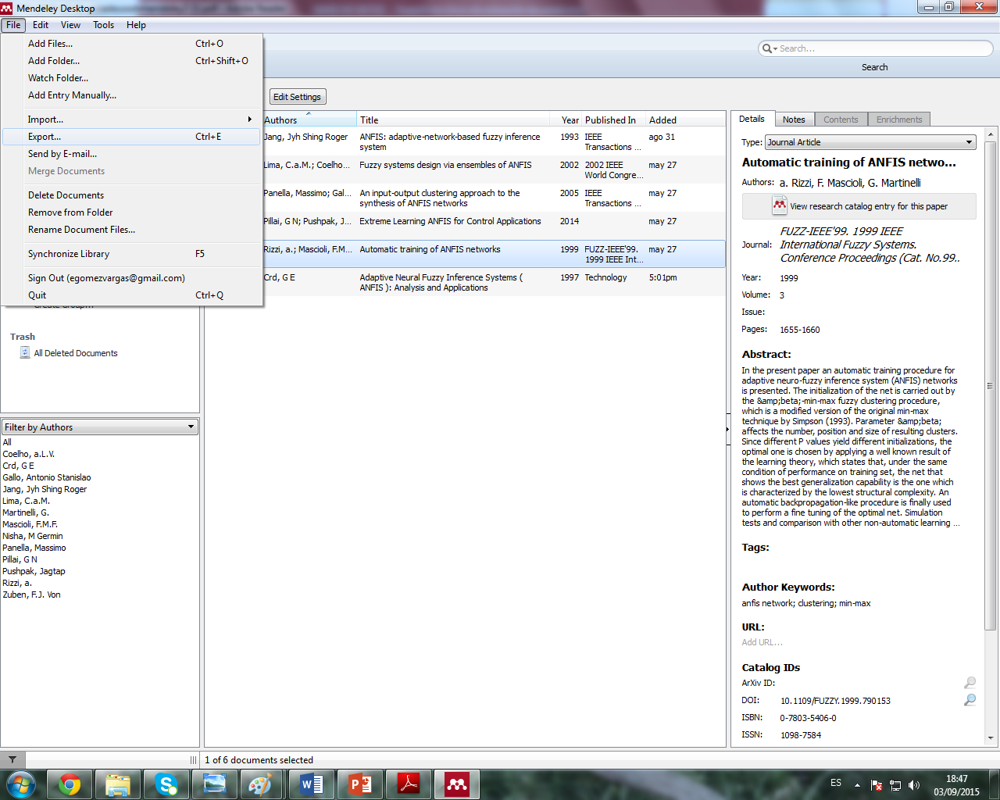 Mendeley Desktop
File Edit View Tools Help
Add Files... Ctrl+O
Add Folder... Ctrl+Shift+O
Watch Folder...
Add Entry Manually...
Import...
Export... Ctrl+E
Send by E-mail...
Merge Documents
Delete Documents
Remove from Folder
Rename Document Files...
Synchronize Library F5
Sign Out (egomezvargas@gmail.com)
Quit Ctrl+Q
Trash
All Deleted Documents
Filter by Authors
All
Coelho, a.L.V.
Crd, G E
Gallo, Antonio Stanislao
Jang, Jyh Shing Roger
Lima, C.a.M.
Martinelli, G.
Mascioli, F.M.F.
Nisha, M Germin
Panella, Massimo
Pillai, G N
Pushpak, Jagtap
Rizzi, a.
Zuben, F.J. Von
Search...
Search
Edit Settings
Authors Title Year Published In Added
Jang, Jyh Shing Roger ANFIS: adaptive-network-based fuzzy inference 1993 IEEE ago 31
system Transactions ...
Lima, C.a.M.; Coelho... Fuzzy systems design via ensembles of ANFIS 2002 2002 IEEE may 27
World Congre...
Panella, Massimo; Gal... An input-output clustering approach to the 2005 IEEE may 27
synthesis of ANFIS networks Transactions ...
Pillai, G N; Pushpak, J... Extreme Learning ANFIS for Control Applications 2014 may 27
Rizzi, a.; Mascioli, F.M... Automatic training of ANFIS networks 1999 FUZZ-IEEE'99. may 27
1999 IEEE Int...
Crd, G E Adaptive Neural Fuzzy Inference Systems ( 1997 Technology 5:01pm
ANFIS ): Analysis and Applications
Details Notes Contents Enrichments
Type: Journal Article
Automatic training of ANFIS netwo...
Authors: a. Rizzi, F. Mascioli, G. Martinelli
View research catalog entry for this paper
FUZZ-IEEE'99. 1999 IEEE
Journal: International Fuzzy Systems.
Conference Proceedings (Cat. No.99..
Year: 1999
Volume: 3
Issue:
Pages: 1655-1660
Abstract:
In the present paper an automatic training procedure for
adaptive neuro-fuzzy inference system (ANFIS) networks
is presented. The initialization of the net is carried out by
the &amp;beta;-min-max fuzzy clustering procedure,
which is a modified version of the original min-max
technique by Simpson (1993). Parameter &amp;beta;
affects the number, position and size of resulting clusters.
Since different P values yield different initializations, the
optimal one is chosen by applying a well known result of
the learning theory, which states that, under the same
condition of performance on training set, the net that
shows the best generalization capability is the one which
is characterized by the lowest structural complexity. An
automatic backpropagation-like procedure is finally used
to perform a fine tuning of the optimal net. Simulation
tests and comparison with other non-automatic learning ...
Tags:
Author Keywords:
anfis network; clustering; min-max
URL:
Add URL...
Catalog IDs
ArXiv ID:
DOI: 10.1109/FUZZY.1999.790153
ISBN: 0-7803-5406-0
ISSN: 1098-7584
1 of 6 documents selected
ES
18:47
03/09/2015